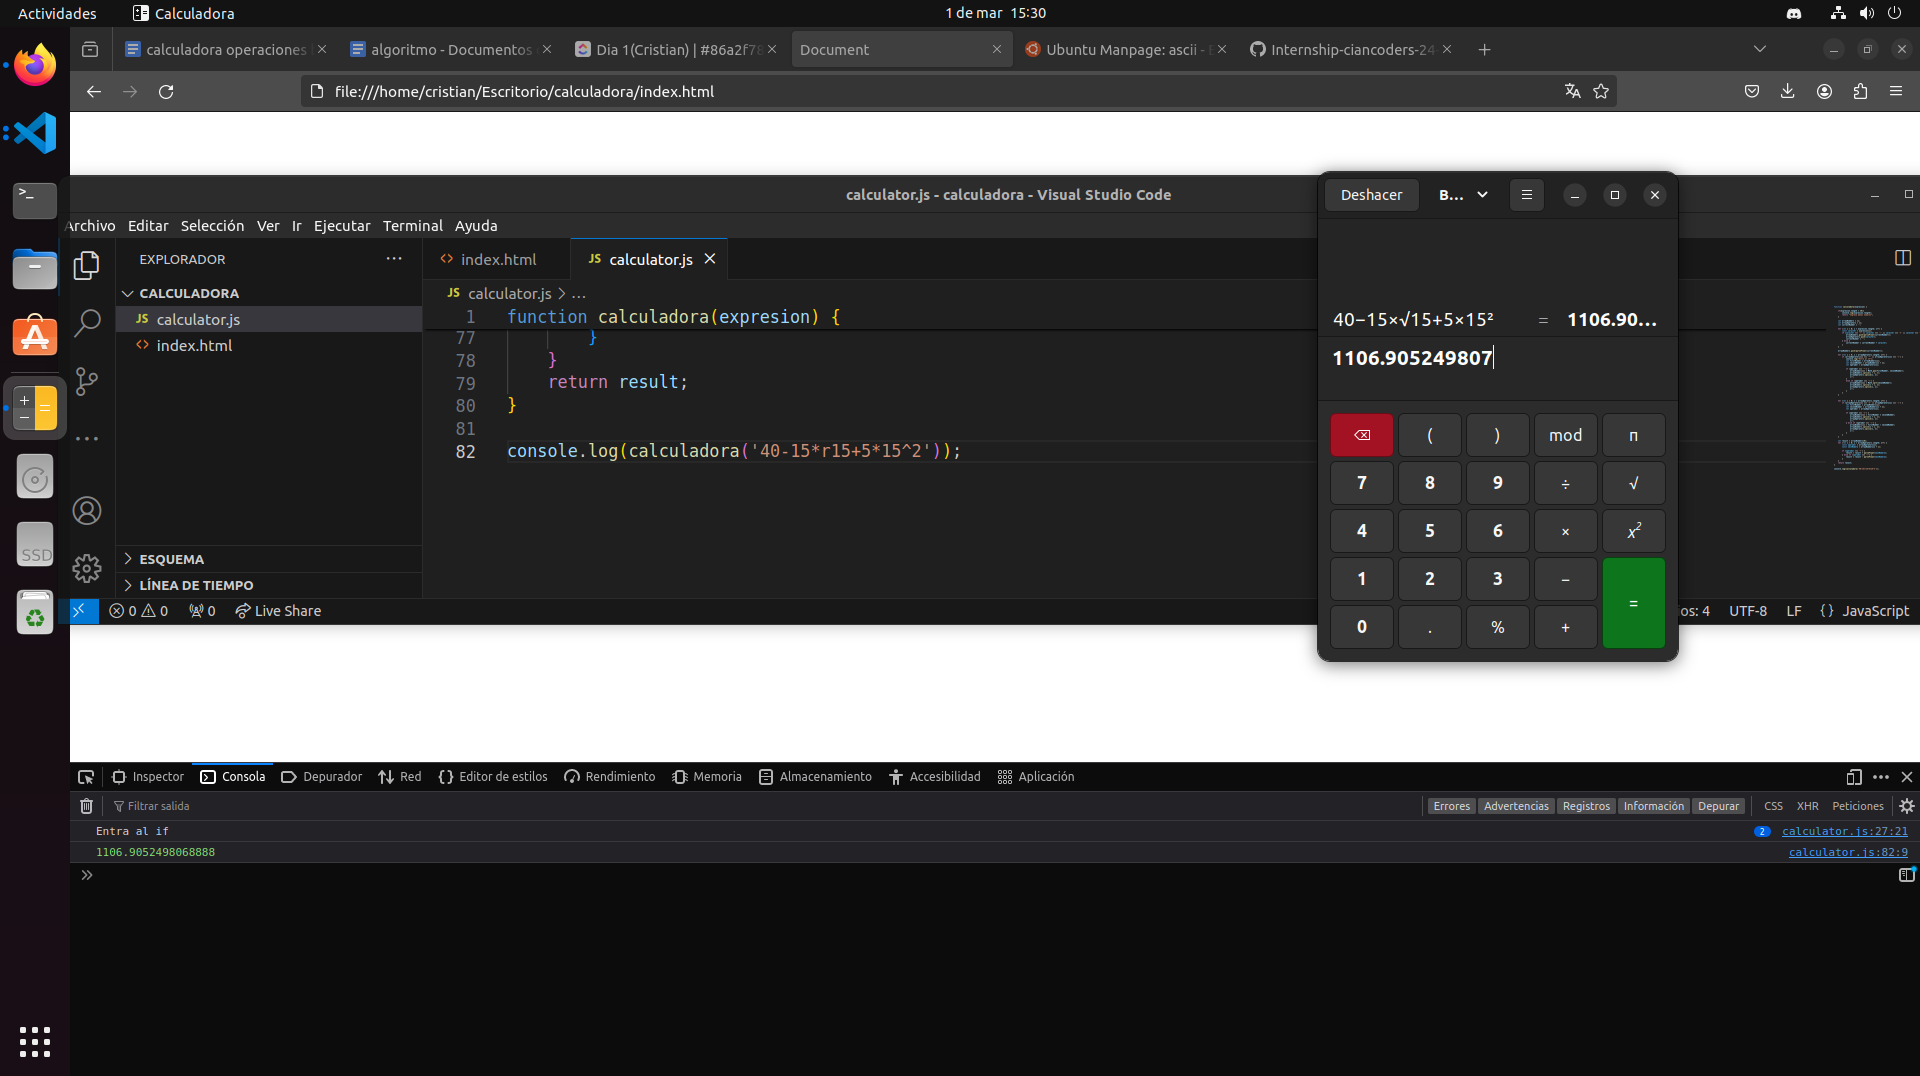 Actividades
Calculadora
1 de mar 15:30
calculadora operaciones
algoritmo - Documentos
Dia 1(Cristian) | #86a2f78
Document
Ubuntu Manpage: ascii -
Internship-ciancoders-24
file:///home/cristian/Escritorio/calculadora/index.html
calculator.js - calculadora - Visual Studio Code
Archivo Editar Selección Ver Ir Ejecutar Terminal Ayuda
EXPLORADOR
CALCULADORA
JS calculator.js
index.html
ESQUEMA
LÍNEA DE TIEMPO
index.html
JS calculator.js
JS calculator.js > ...
1 function calculadora(expresion) {
77 }
78 }
79 return result;
80 }
81
82 console.log(calculadora('40-15*r15+5*15^2'));
0 0 0 Live Share
os: 4 UTF-8 LF {} JavaScript
Deshacer B...
40−15×√15+5×15² = 1106.90...
1106.905249807
( ) mod π
7 8 9 ÷ √
4 5 6 × x²
1 2 3 − =
0 . % +
SSD
Inspector Consola Depurador Red {} Editor de estilos Rendimiento Memoria Almacenamiento Accesibilidad Aplicación
Filtrar salida
Errores Advertencias Registros Información Depurar CSS XHR Peticiones
Entra al if 2 calculator.js:27:21
1106.9052498068888 calculator.js:82:9
>>